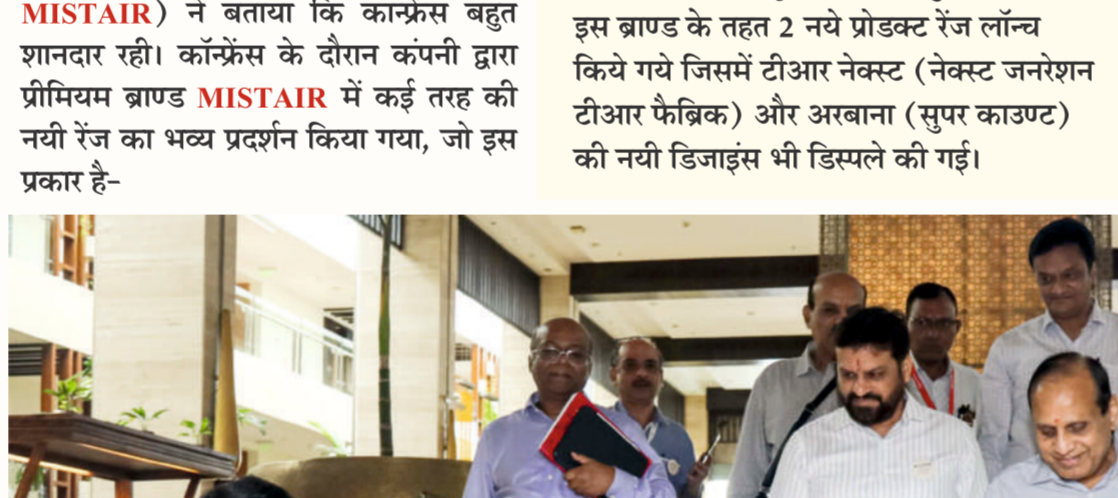 MISTAIR) ने बताया कि कान्फ्रेंस बहुत
शानदार रही। कॉन्फ्रेंस के दौरान कंपनी द्वारा
प्रीमियम ब्राण्ड MISTAIR में कई तरह की
नयी रेंज का भव्य प्रदर्शन किया गया, जो इस
प्रकार है-
इस ब्राण्ड के तहत 2 नये प्रोडक्ट रेंज लॉन्च
किये गये जिसमें टीआर नेक्स्ट (नेक्स्ट जनरेशन
टीआर फैब्रिक) और अरबाना (सुपर काउण्ट)
की नयी डिजाइंस भी डिस्पले की गई।